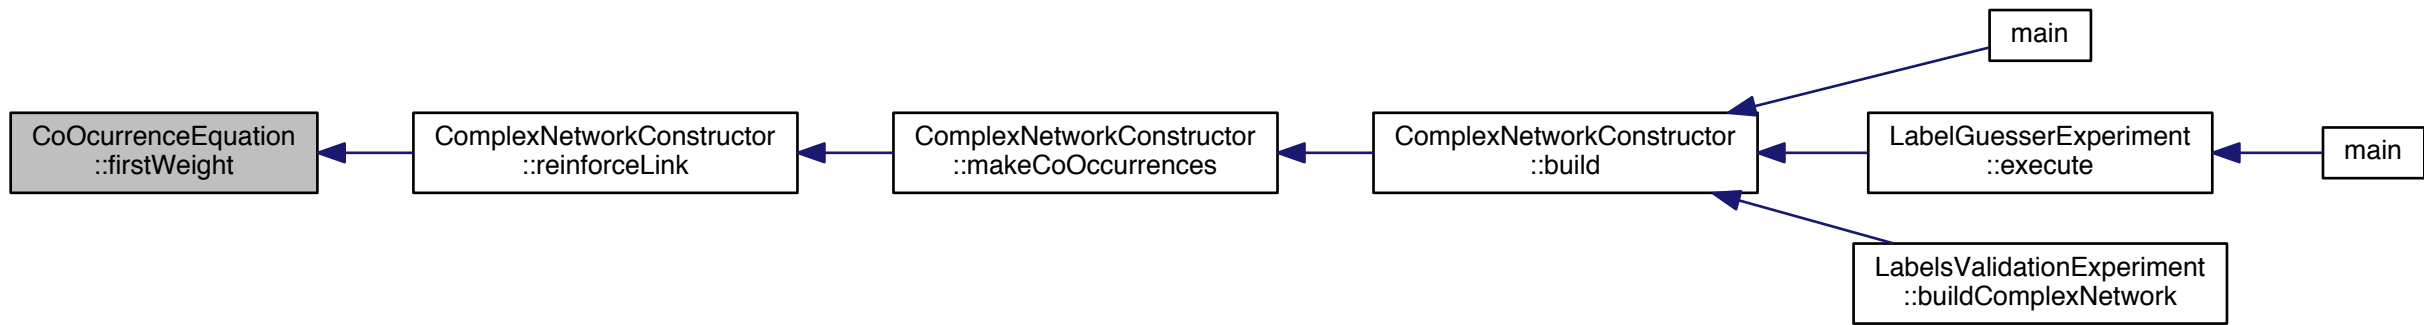 CoOcurrenceEquation
::firstWeight
ComplexNetworkConstructor
::reinforceLink
ComplexNetworkConstructor
::makeCoOccurrences
ComplexNetworkConstructor
::build
main
LabelGuesserExperiment
::execute
main
LabelsValidationExperiment
::buildComplexNetwork